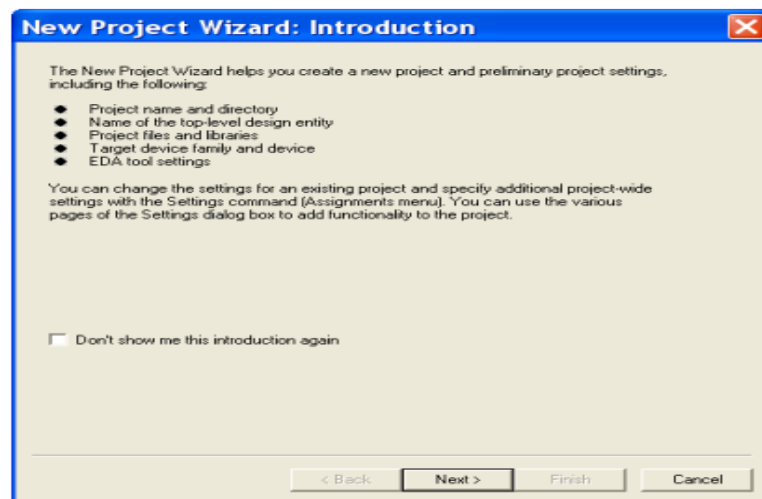 New Project Wizard: Introduction
The New Project Wizard helps you create a new project and preliminary project settings,
including the following:
Project name and directory
Name of the top-level design entity
Project files and libraries
Target device family and device
EDA tool settings
You can change the settings for an existing project and specify additional project-wide
settings with the Settings command (Assignments menu). You can use the various
pages of the Settings dialog box to add functionality to the project.
Don't show me this introduction again
< Back Next > Finish Cancel